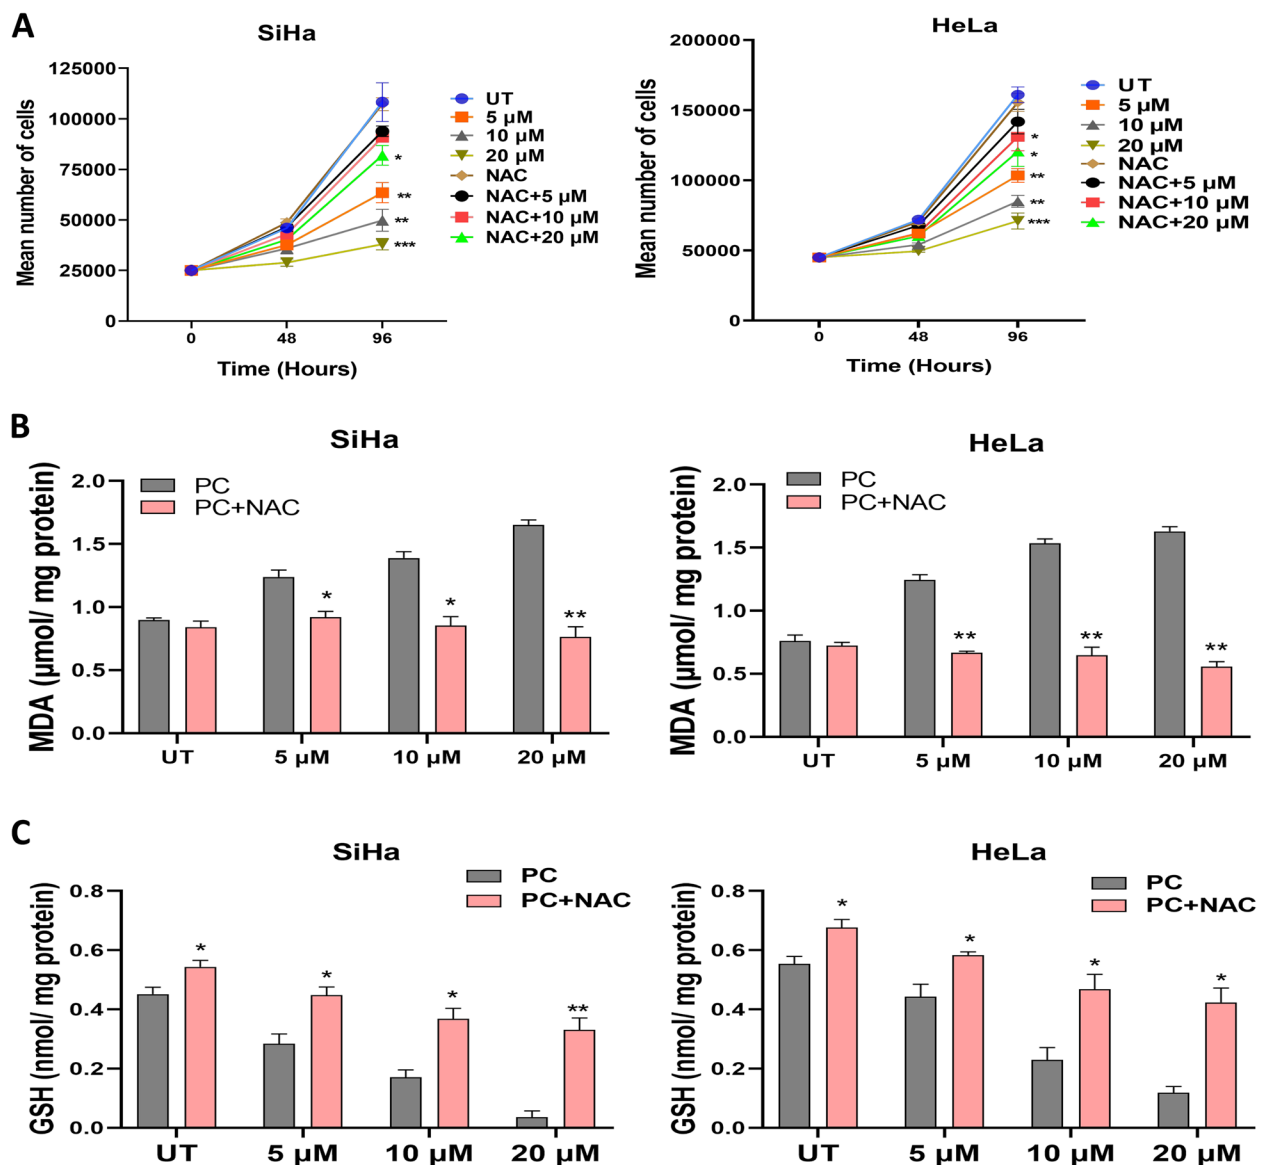 A
SiHa
Mean number of cells
125000
100000
75000
50000
25000
0
0
48
96
Time (Hours)
*
**
**
***
UT
5 µM
10 µM
20 µM
NAC
NAC+5 µM
NAC+10 µM
NAC+20 µM
HeLa
Mean number of cells
200000
150000
100000
50000
0
0
48
96
Time (Hours)
*
*
**
**
***
UT
5 µM
10 µM
20 µM
NAC
NAC+5 µM
NAC+10 µM
NAC+20 µM
B
SiHa
MDA (µmol/ mg protein)
2.0
1.5
1.0
0.5
0.0
PC
PC+NAC
*
*
**
UT
5 µM
10 µM
20 µM
HeLa
MDA (µmol/ mg protein)
2.0
1.5
1.0
0.5
0.0
PC
PC+NAC
**
**
**
UT
5 µM
10 µM
20 µM
C
SiHa
GSH (nmol/ mg protein)
0.8
0.6
0.4
0.2
0.0
PC
PC+NAC
*
*
*
**
UT
5 µM
10 µM
20 µM
HeLa
GSH (nmol/ mg protein)
0.8
0.6
0.4
0.2
0.0
PC
PC+NAC
*
*
*
*
UT
5 µM
10 µM
20 µM